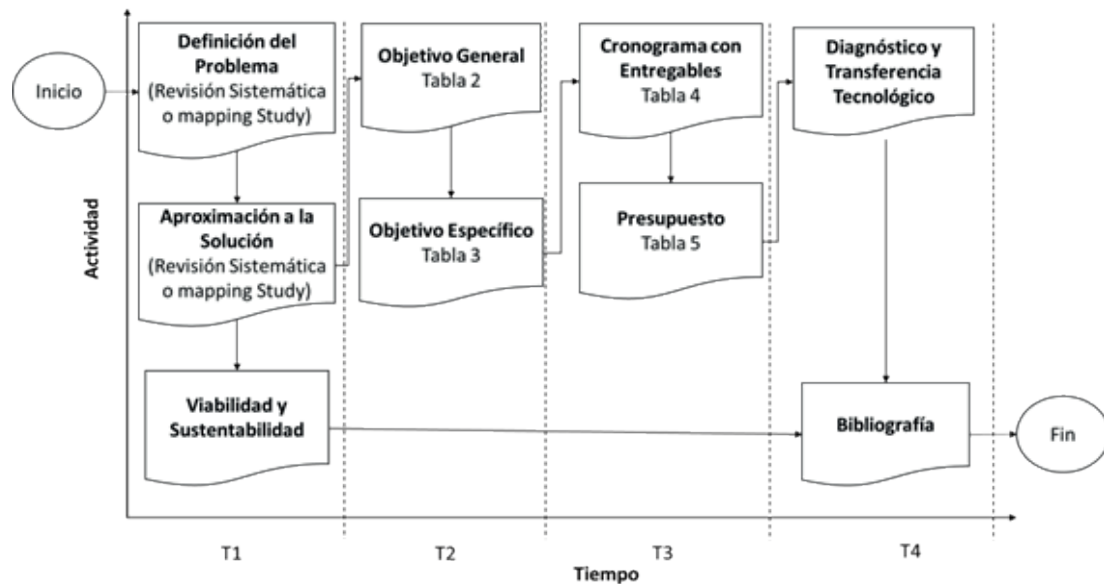 Inicio
Definición del
Problema
(Revisión Sistemática
o mapping Study)
Aproximación a la
Solución
(Revisión Sistemática
o mapping Study)
Viabilidad y
Sustentabilidad
Objetivo General
Tabla 2
Objetivo Específico
Tabla 3
Cronograma con
Entregables
Tabla 4
Presupuesto
Tabla 5
Diagnóstico y
Transferencia
Tecnológico
Bibliografía
Fin
Actividad
T1
T2
T3
T4
Tiempo